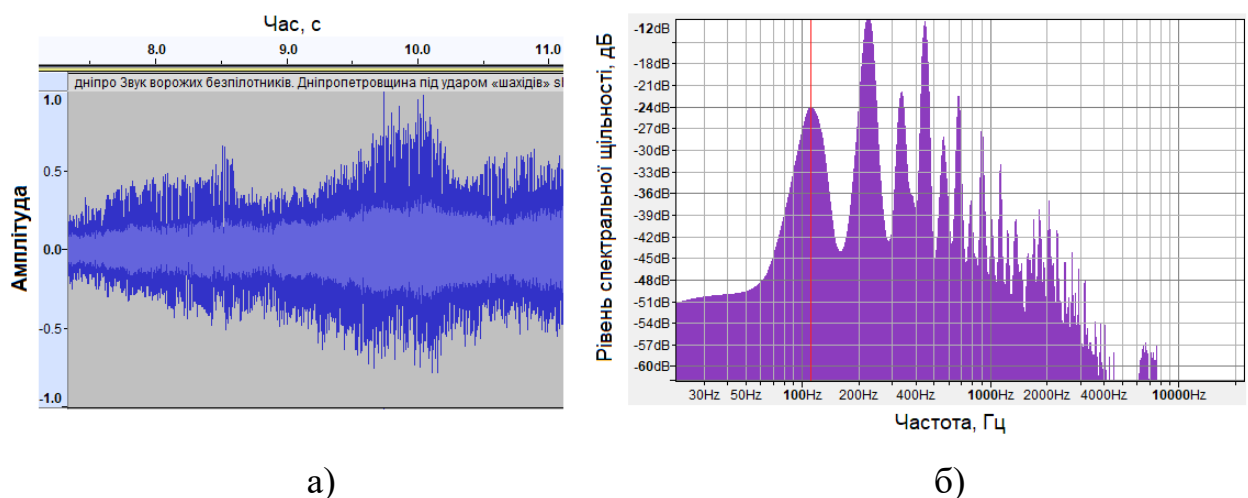 Час, с
8.0 9.0 10.0 11.0
дніпро Звук ворожих безпілотників. Дніпропетровщина під ударом «шахідів» sl
1.0
0.5-
0.0-
-0.5-
-1.0
Амплітуда
а)
Рівень спектральної щільності, дБ
-12dB
-18dB
-21dB
-24dB
-27dB
-30dB
-33dB
-36dB
-39dB
-42dB
-45dB
-48dB
-51dB
-54dB
-57dB
-60dB
30Hz 50Hz 100Hz 200Hz 400Hz 1000Hz 2000Hz 4000Hz 10000Hz
Частота, Гц
б)